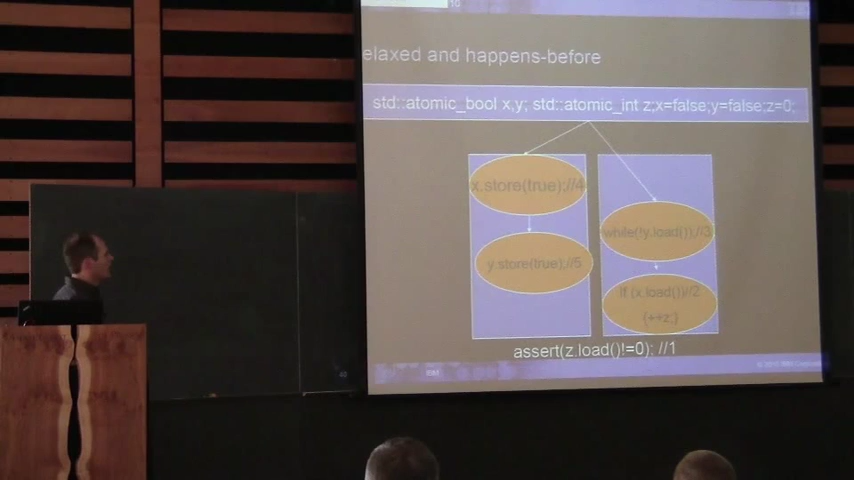 elaxed and happens-before
std::atomic_bool x,y; std::atomic_int z;x=false;y=false;z=0;
x.store(true);//4
y.store(true);//5
while(!y.load());//3
If (x.load())//2
(++z;)
assert(z.load()!=0); //1